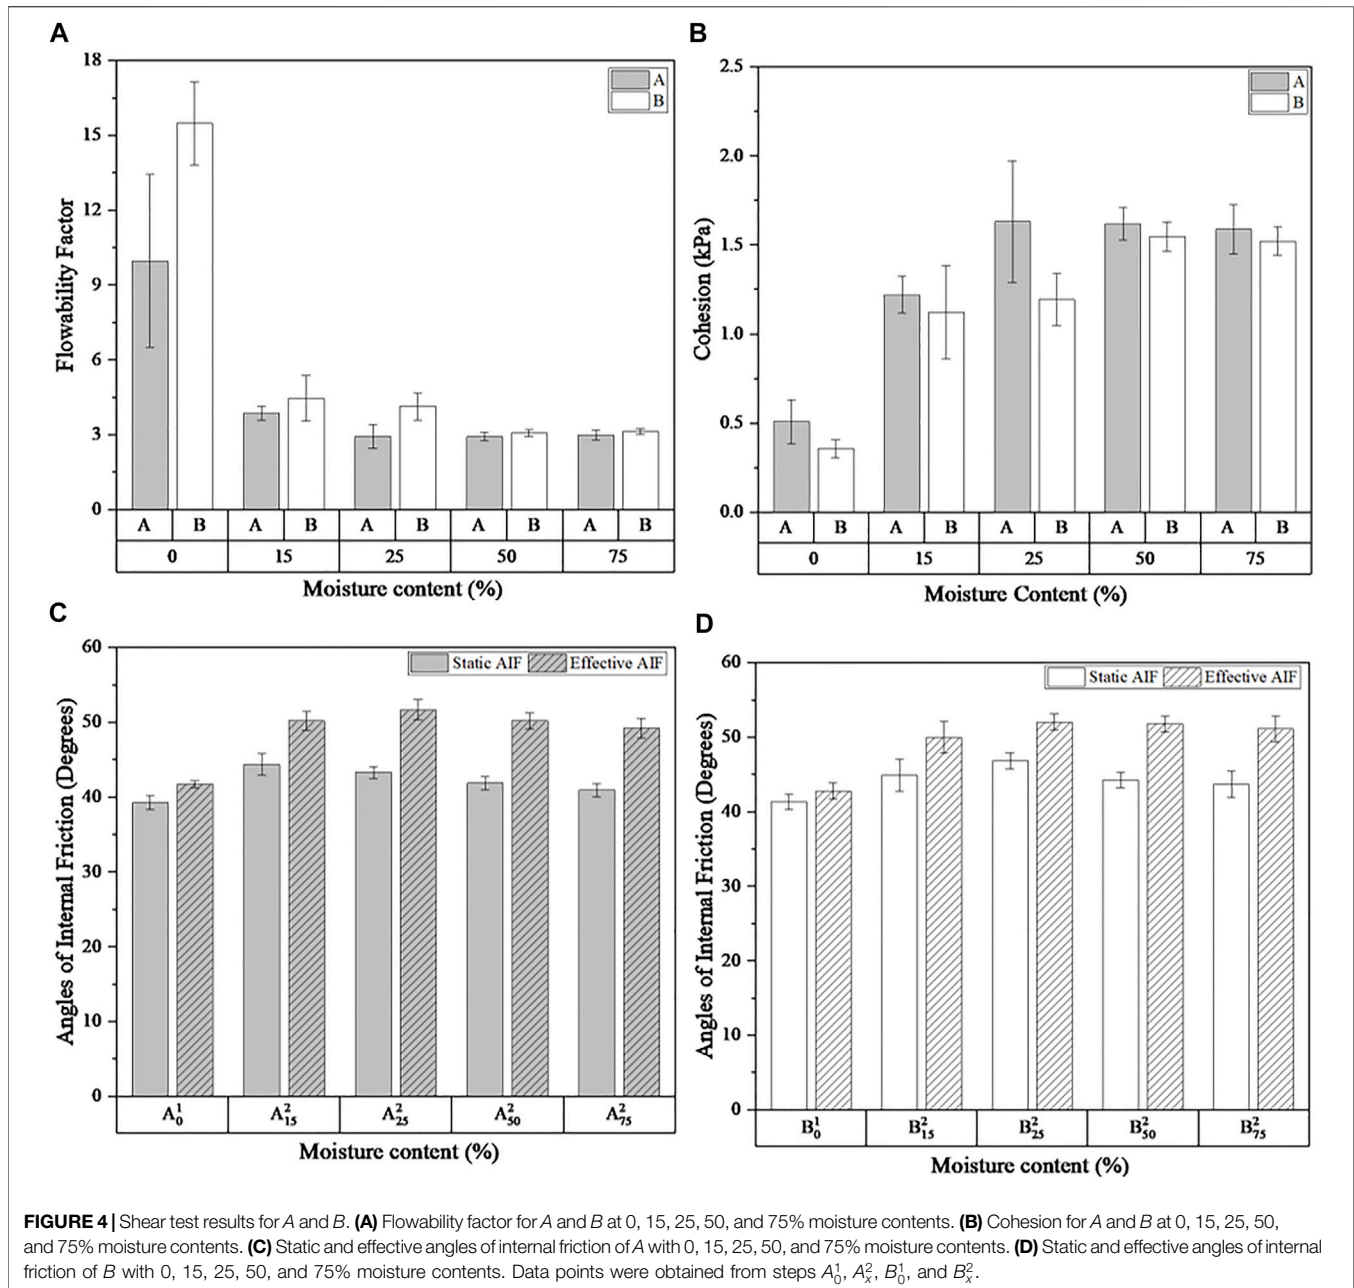 A
18
15
12
9
6
3
0
Flowability Factor
A
B
A B A B A B A B A B
0 15 25 50 75
Moisture content (%)
B
2.5
2.0
1.5
1.0
0.5
0.0
Cohesion (kPa)
A
B
A B A B A B A B A B
0 15 25 50 75
Moisture Content (%)
C
60
50
40
30
20
10
0
Angles of Internal Friction (Degrees)
Static AIF Effective AIF
A¹₀ A²₁₅ A²₂₅ A²₅₀ A²₇₅
Moisture content (%)
D
60
50
40
30
20
10
0
Angles of Internal Friction (Degrees)
Static AIF Effective AIF
B¹₀ B²₁₅ B²₂₅ B²₅₀ B²₇₅
Moisture content (%)
FIGURE 4 | Shear test results for A and B. (A) Flowability factor for A and B at 0, 15, 25, 50, and 75% moisture contents. (B) Cohesion for A and B at 0, 15, 25, 50,
and 75% moisture contents. (C) Static and effective angles of internal friction of A with 0, 15, 25, 50, and 75% moisture contents. (D) Static and effective angles of internal
friction of B with 0, 15, 25, 50, and 75% moisture contents. Data points were obtained from steps A¹₀, A²ₓ, B¹₀, and B²ₓ.